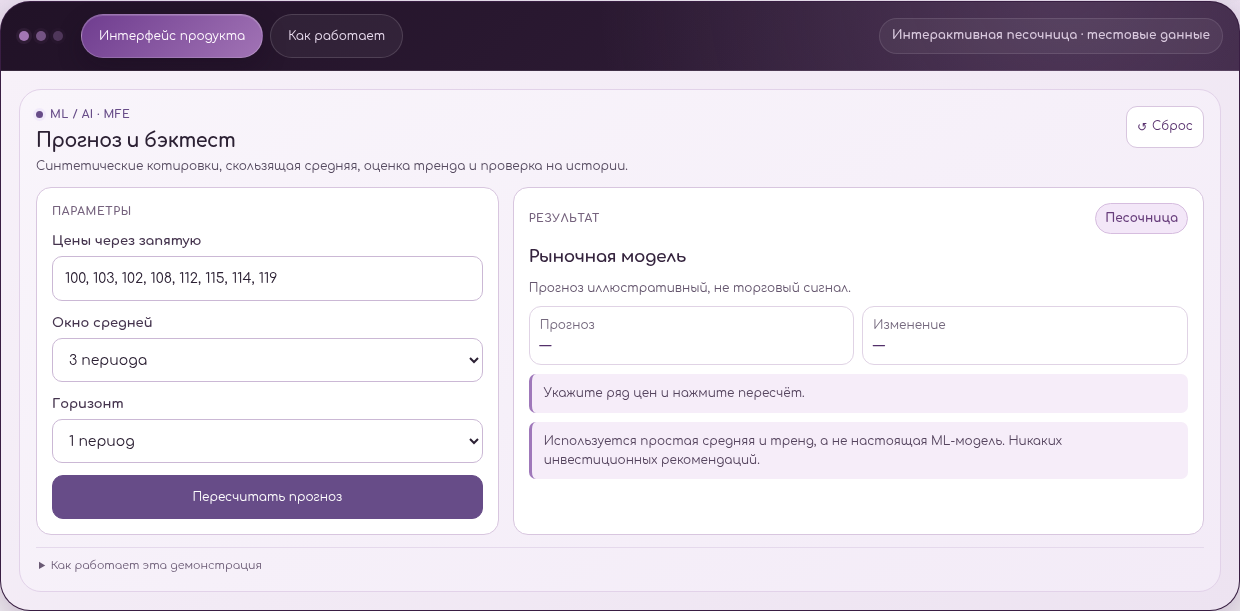 Интерфейс продукта
Как работает
Интерактивная песочница · тестовые данные
ML / AI · MFE
Прогноз и бэктест
Синтетические котировки, скользящая средняя, оценка тренда и проверка на истории.
↺ Сброс
ПАРАМЕТРЫ
Цены через запятую
100, 103, 102, 108, 112, 115, 114, 119
Окно средней
3 периода
Горизонт
1 период
Пересчитать прогноз
РЕЗУЛЬТАТ
Песочница
Рыночная модель
Прогноз иллюстративный, не торговый сигнал.
Прогноз
—
Изменение
—
Укажите ряд цен и нажмите пересчёт.
Используется простая средняя и тренд, а не настоящая ML-модель. Никаких
инвестиционных рекомендаций.
Как работает эта демонстрация